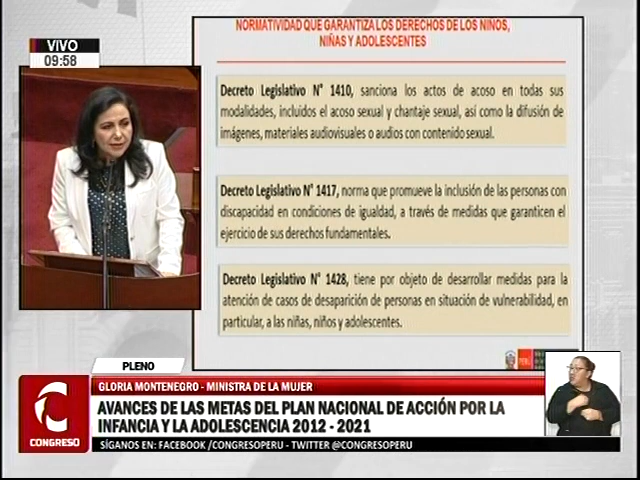 NORMATIVIDAD QUE GARANTIZA LOS DERECHOS DE LOS NIÑOS,
NIÑAS Y ADOLESCENTES
VIVO
09:58
Decreto Legislativo N° 1410, sanciona los actos de acoso en todas sus
modalidades, incluidos el acoso sexual y chantaje sexual, así como la difusión de
imágenes, materiales audiovisuales o audios con contenido sexual.
Decreto Legislativo N° 1417, norma que promueve la inclusión de las personas con
discapacidad en condiciones de igualdad, a través de medidas que garanticen el
ejercicio de sus derechos fundamentales.
Decreto Legislativo N° 1428, tiene por objeto de desarrollar medidas para la
atención de casos de desaparición de personas en situación de vulnerabilidad, en
particular, a las niñas, niños y adolescentes.
PERÚ
PLENO
GLORIA MONTENEGRO - MINISTRA DE LA MUJER
AVANCES DE LAS METAS DEL PLAN NACIONAL DE ACCIÓN POR LA
INFANCIA Y LA ADOLESCENCIA 2012 - 2021
CONGRESO
SÍGANOS EN: FACEBOOK /CONGRESOPERU - TWITTER @CONGRESOPERU